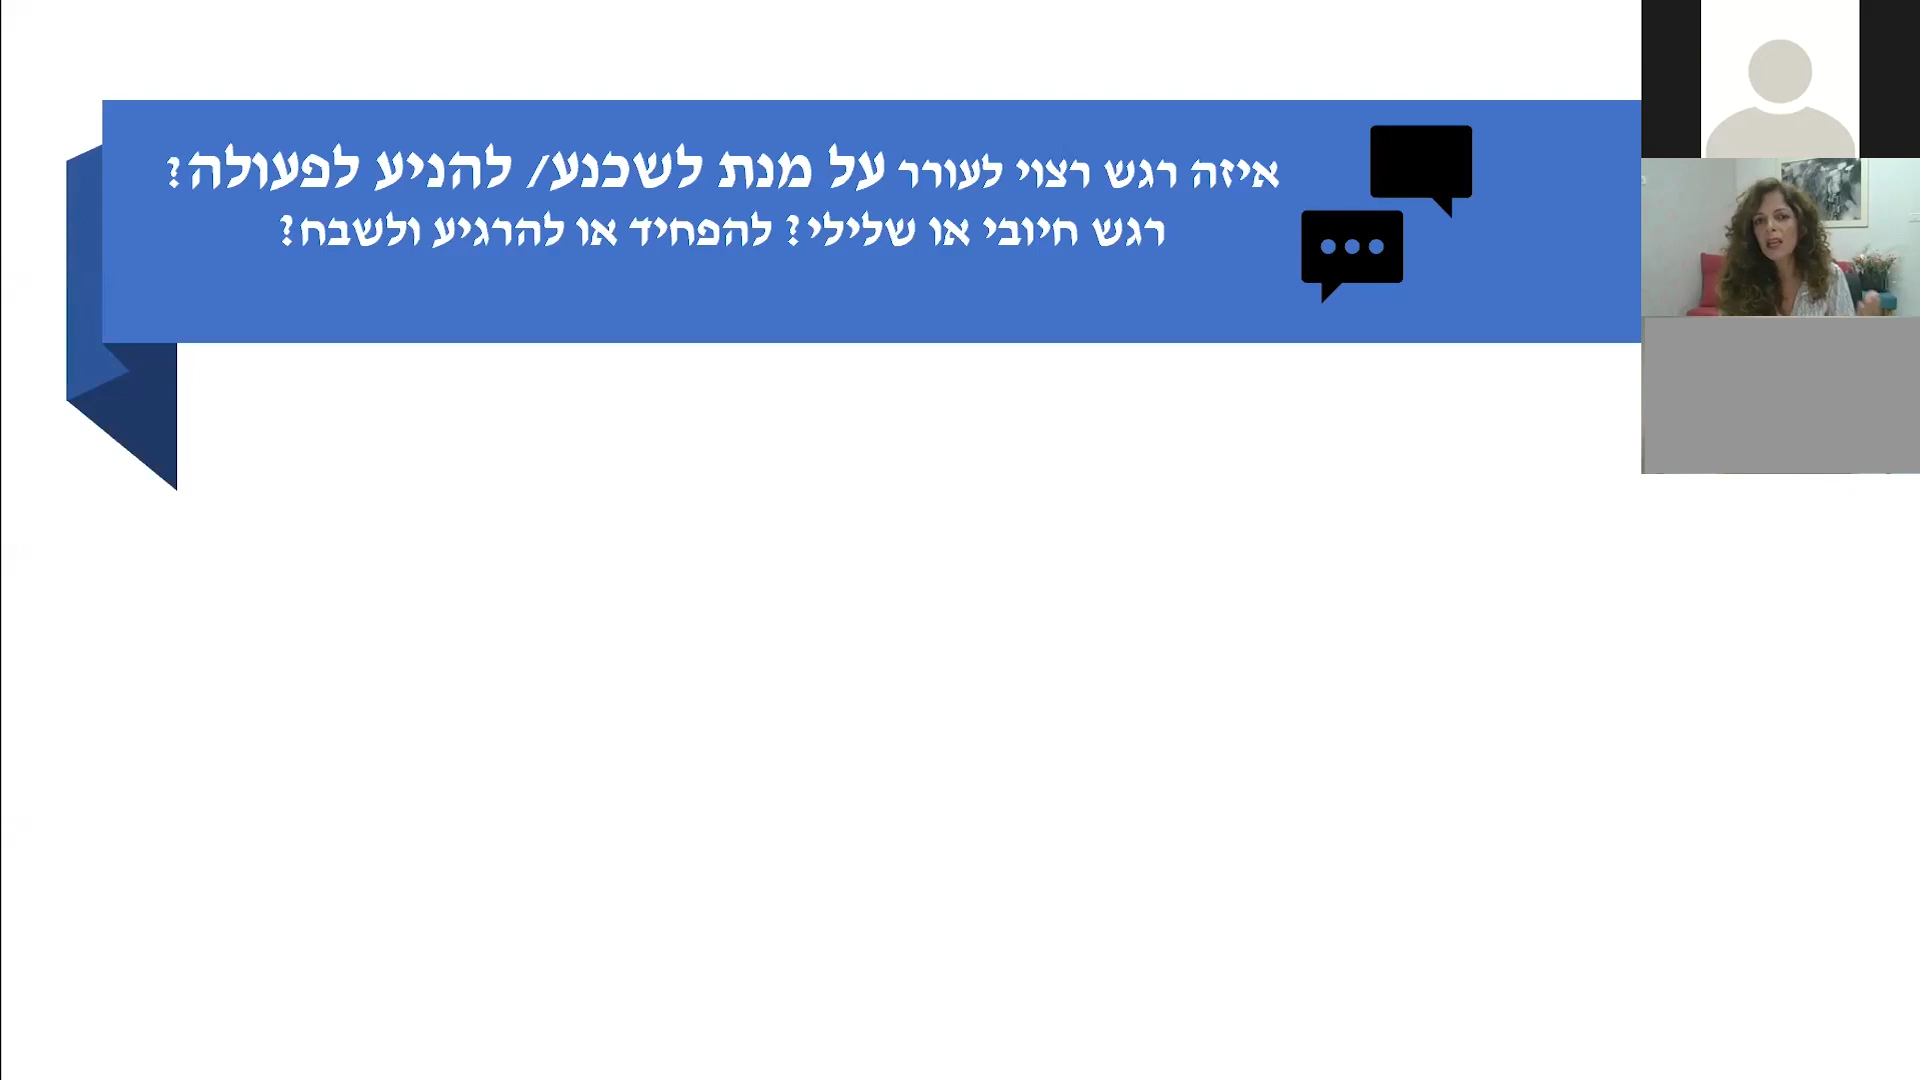 איזה רגש רצוי לעורר על מנת לשכנע/ להניע לפעולה?
רגש חיובי או שלילי? להפחיד או להרגיע ולשבח?